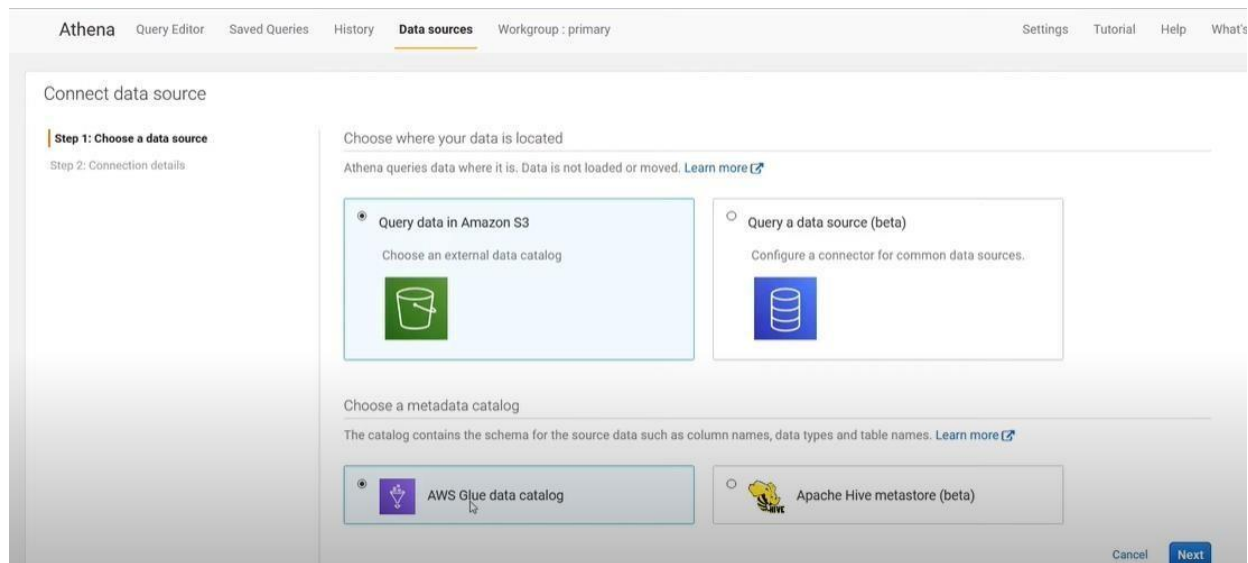 Athena Query Editor Saved Queries History Data sources Workgroup : primary Settings Tutorial Help What's
Connect data source
Step 1: Choose a data source
Step 2: Connection details
Choose where your data is located
Athena queries data where it is. Data is not loaded or moved. Learn more
Query data in Amazon S3
Choose an external data catalog
Query a data source (beta)
Configure a connector for common data sources.
Choose a metadata catalog
The catalog contains the schema for the source data such as column names, data types and table names. Learn more
AWS Glue data catalog
HIVE
Apache Hive metastore (beta)
Cancel Next